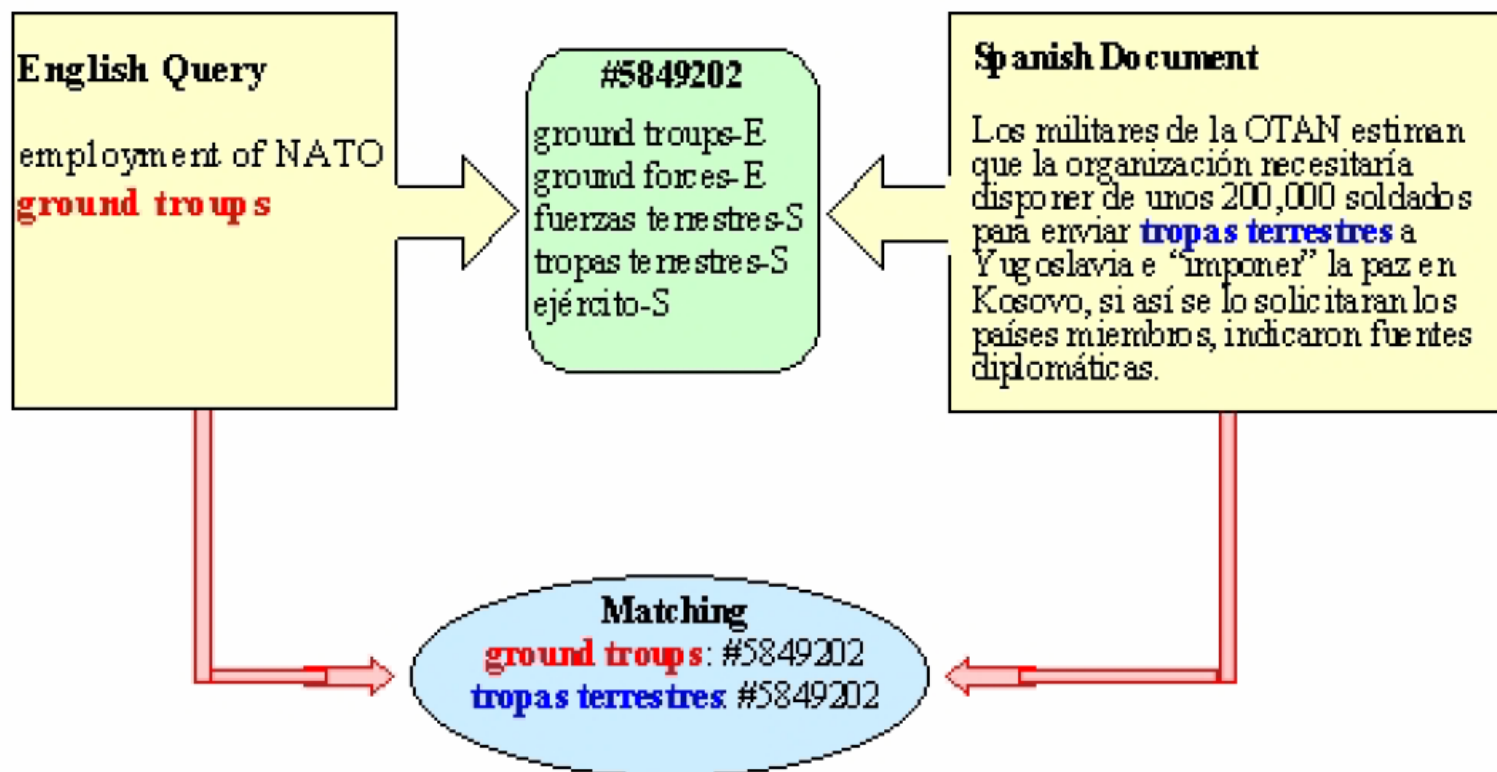 English Query
employment of NATO
ground troups
#5849202
ground troups-E
ground forces-E
fuerzas terrestres-S
tropas terrestres-S
ejército-S
Spanish Document
Los militares de la OTAN estiman
que la organización necesitaría
disponer de unos 200,000 soldados
para enviar tropas terrestres a
Yugoslavia e “imponer” la paz en
Kosovo, si así se lo solicitaran los
países miembros, indicaron fuentes
diplomáticas.
Matching
ground troups: #5849202
tropas terrestres: #5849202